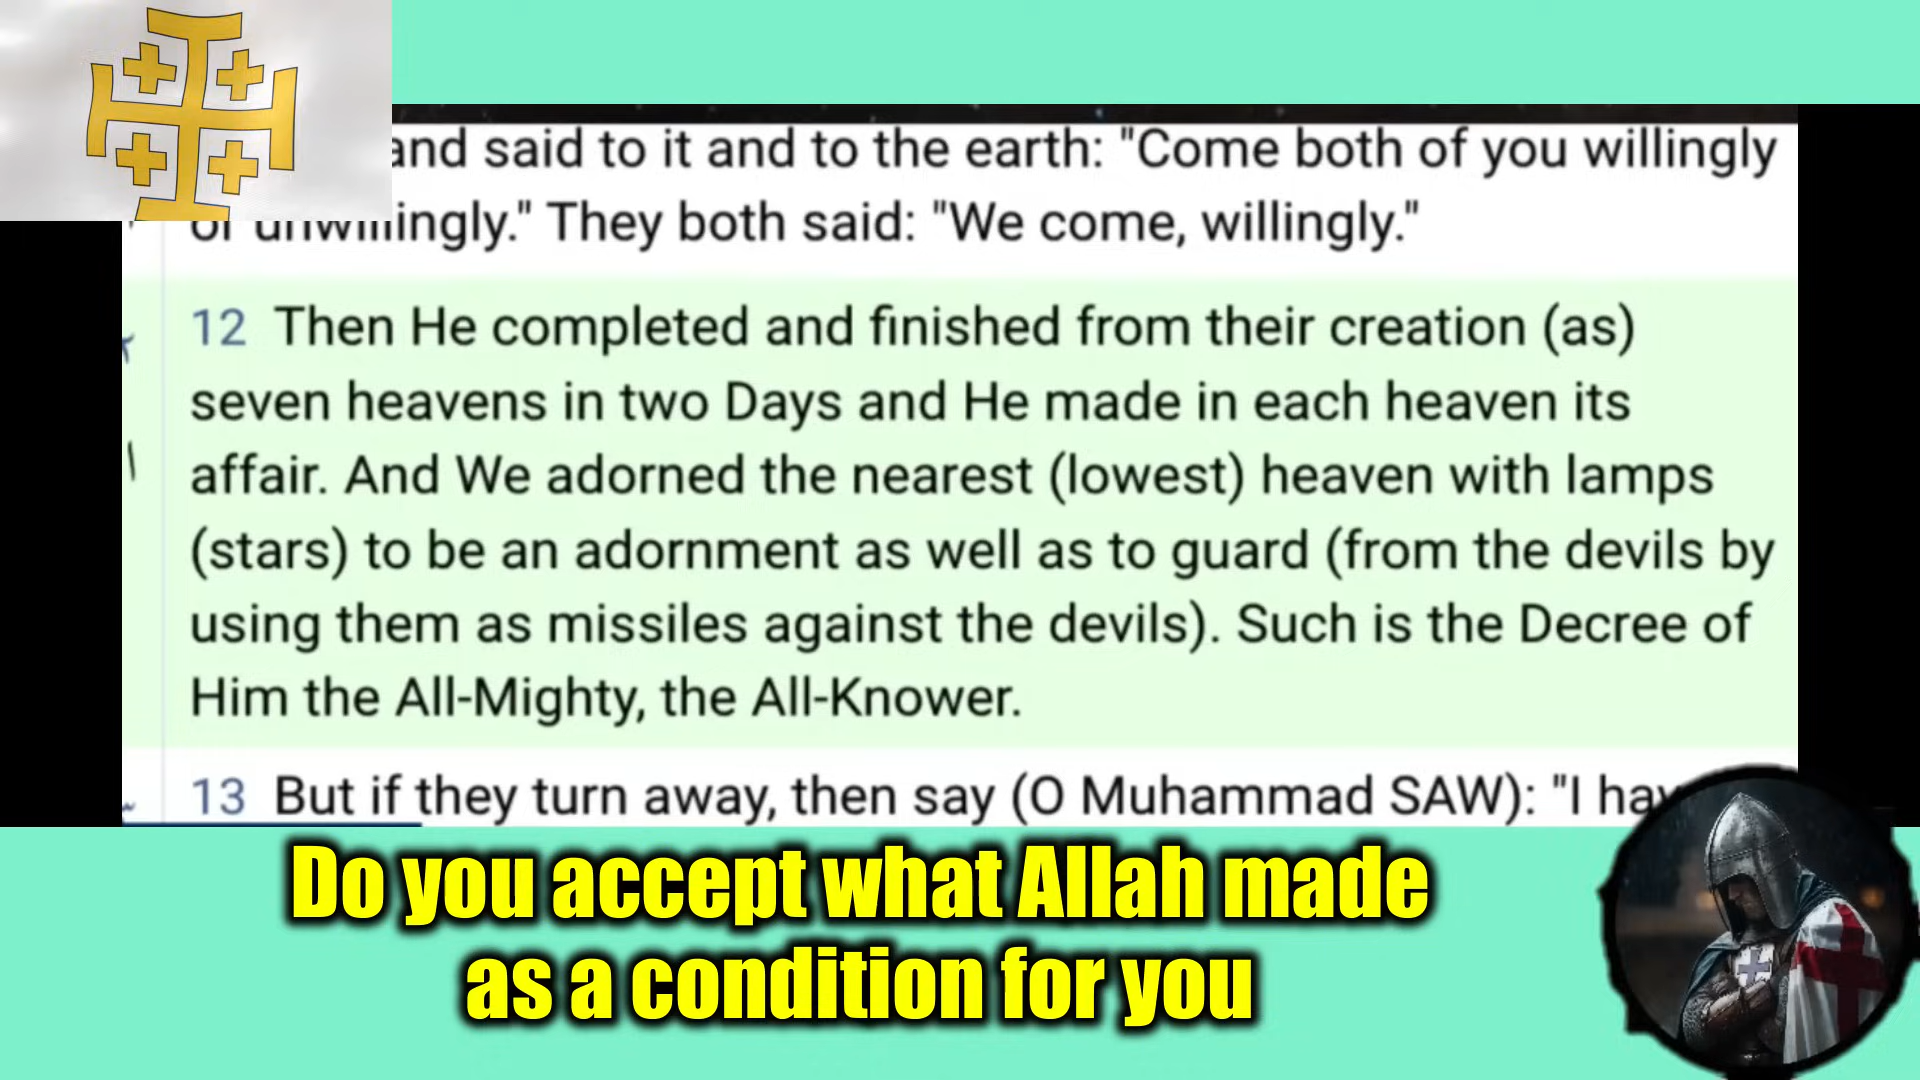 and said to it and to the earth: "Come both of you willingly
or unwillingly." They both said: "We come, willingly."
12 Then He completed and finished from their creation (as)
seven heavens in two Days and He made in each heaven its
affair. And We adorned the nearest (lowest) heaven with lamps
(stars) to be an adornment as well as to guard (from the devils by
using them as missiles against the devils). Such is the Decree of
Him the All-Mighty, the All-Knower.
13 But if they turn away, then say (O Muhammad SAW): "I hav
Do you accept what Allah made
as a condition for you